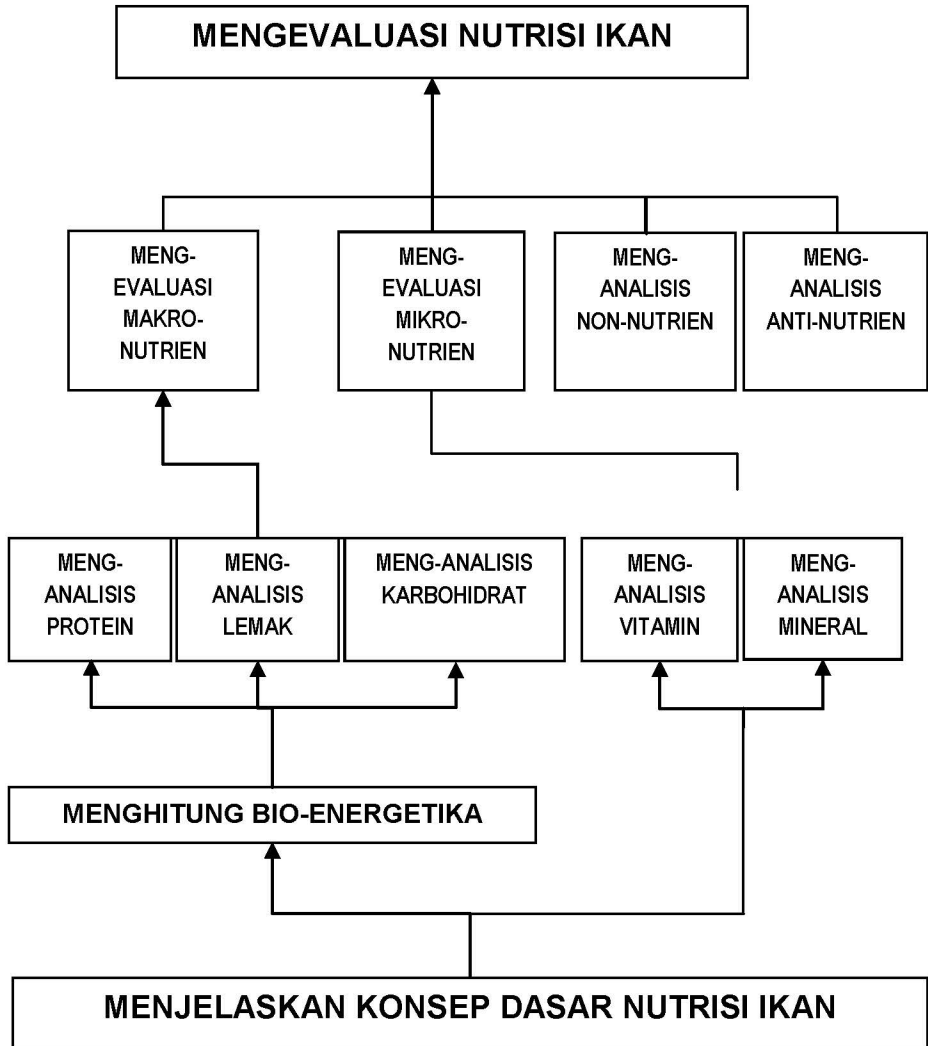 MENGEVALUASI NUTRISI IKAN
MENG-
EVALUASI
MAKRO-
NUTRIEN
MENG-
EVALUASI
MIKRO-
NUTRIEN
MENG-
ANALISIS
NON-NUTRIEN
MENG-
ANALISIS
ANTI-NUTRIEN
MENG-
ANALISIS
PROTEIN
MENG-
ANALISIS
LEMAK
MENG-ANALISIS
KARBOHIDRAT
MENG-
ANALISIS
VITAMIN
MENG-
ANALISIS
MINERAL
MENGHITUNG BIO-ENERGETIKA
MENJELASKAN KONSEP DASAR NUTRISI IKAN